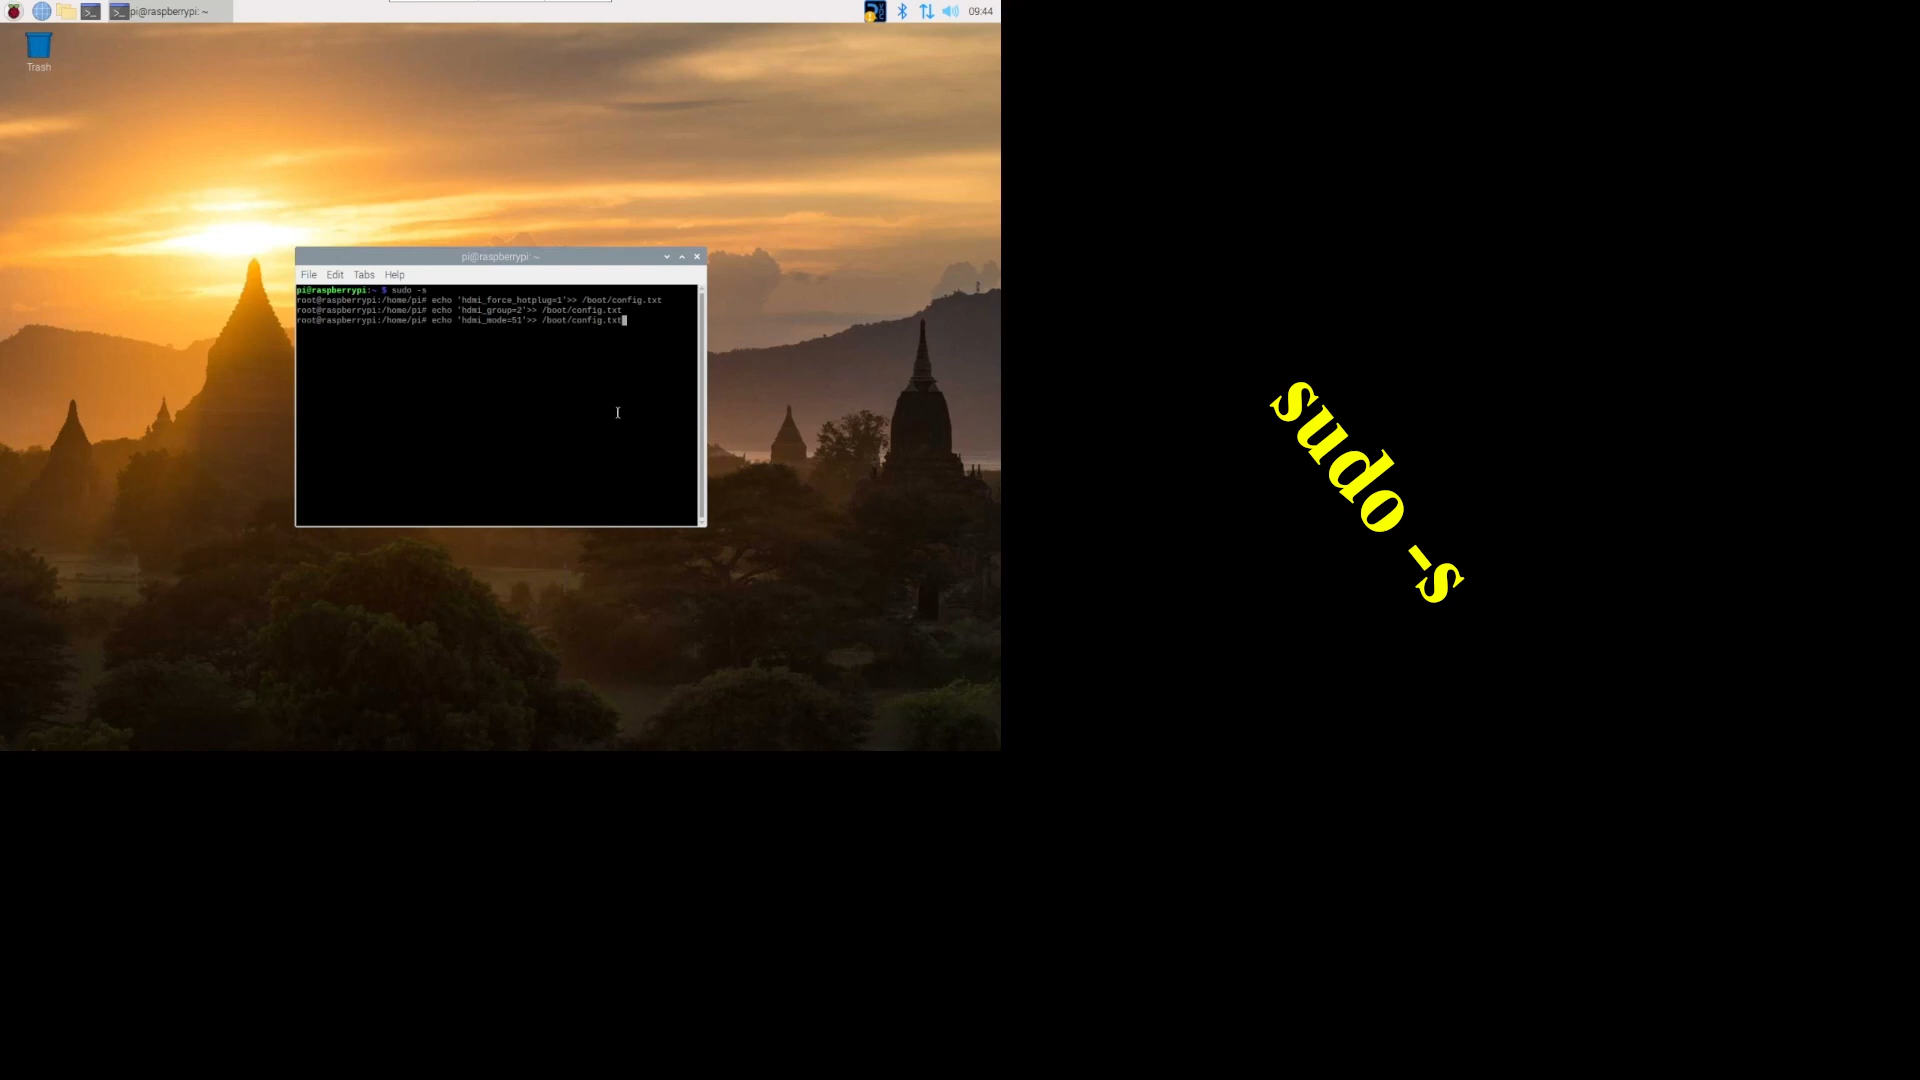 pi@raspberrypi: ~
09:44
Trash
pi@raspberrypi: ~
File Edit Tabs Help
pi@raspberrypi:~ $ sudo -s
root@raspberrypi:/home/pi# echo 'hdmi_force_hotplug=1'>> /boot/config.txt
root@raspberrypi:/home/pi# echo 'hdmi_group=2'>> /boot/config.txt
root@raspberrypi:/home/pi# echo 'hdmi_mode=51'>> /boot/config.txt
sudo -s